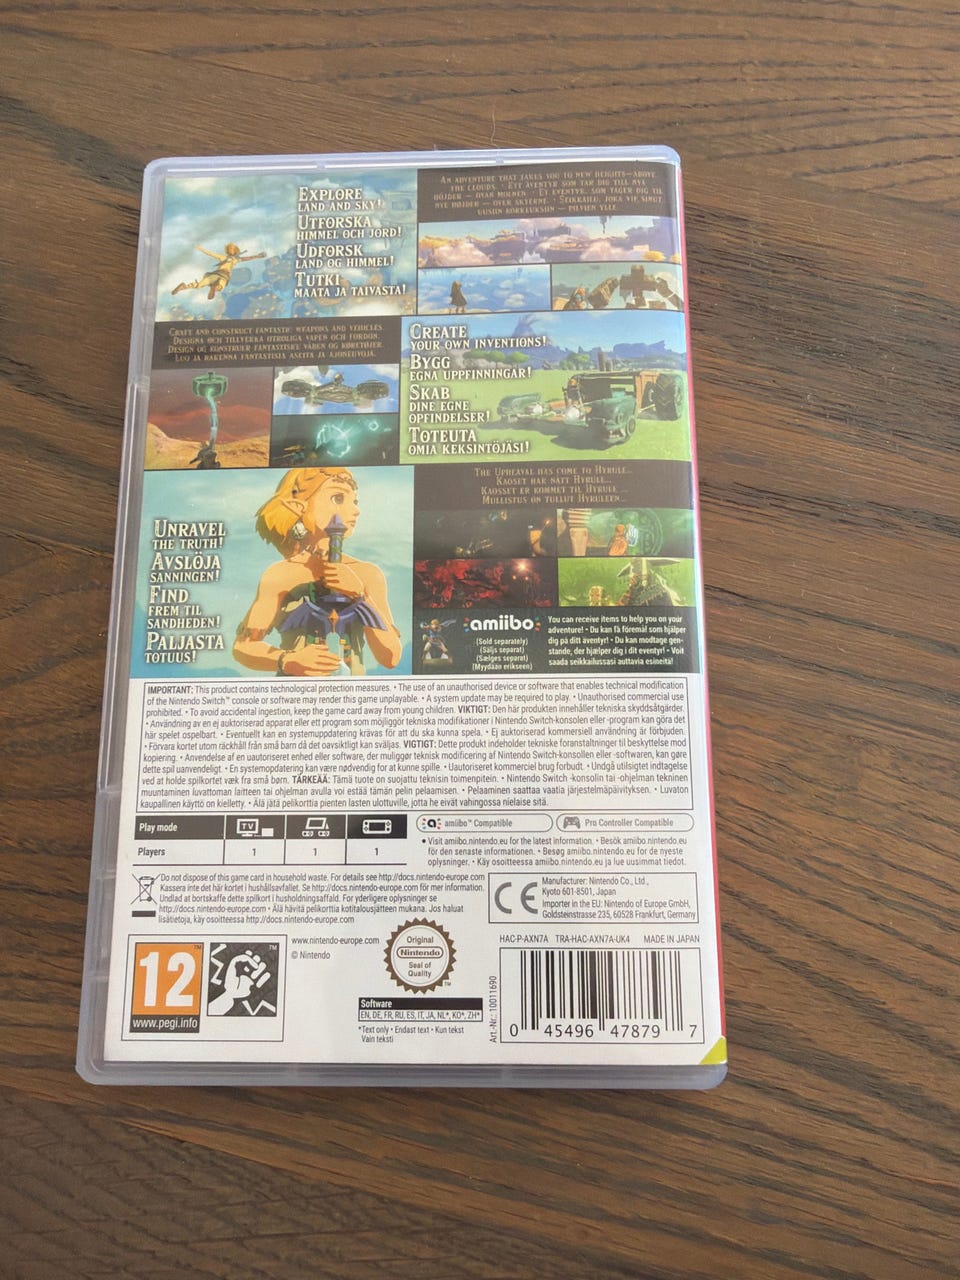 EXPLORE
LAND AND SKY!
UTFORSKA
HIMMEL OCH JORD!
UDFORSK
LAND OG HIMMEL!
TUTKI
MAATA JA TAIVASTA!
AN ADVENTURE THAT TAKES YOU TO NEW HEIGHTS—ABOVE
THE CLOUDS. • ETT ÄVENTYR SOM TAR DIG TILL NYA
HÖJDER – OVAN MOLNEN. • ET EVENTYR, SOM TAGER DIG TIL
NYE HØJDER – OVER SKYERNE. • SEIKKAILU, JOKA VIE SINUT
UUSIIN KORKEUKSIIN – PILVIEN YLLE
CRAFT AND CONSTRUCT FANTASTIC WEAPONS AND VEHICLES.
DESIGNA OCH TILLVERKA OTROLIGA VAPEN OCH FORDON.
DESIGN OG KONSTRUER FANTASTISKE VÅBEN OG KØRETØJER.
LUO JA RAKENNA FANTASTISIA ASEITA JA AJONEUVOJA.
CREATE
YOUR OWN INVENTIONS!
BYGG
EGNA UPPFINNINGAR!
SKAB
DINE EGNE
OPFINDELSER!
TOTEUTA
OMIA KEKSINTÖJÄSI!
THE UPHEAVAL HAS COME TO HYRULE...
KAOSET HAR NÅTT HYRULE...
KAOSSET ER KOMMET TIL HYRULE ...
MULLISTUS ON TULLUT HYRULEEN...
UNRAVEL
THE TRUTH!
AVSLÖJA
SANNINGEN!
FIND
FREM TIL
SANDHEDEN!
PALJASTA
TOTUUS!
amiibo
(Sold separately)
(Säljs separat)
(Sælges separat)
(Myydään erikseen)
You can receive items to help you on your
adventure! • Du kan få föremål som hjälper
dig på ditt äventyr! • Du kan modtage gen-
stande, der hjælper dig i dit eventyr! • Voit
saada seikkailussasi auttavia esineitä!
IMPORTANT: This product contains technological protection measures. • The use of an unauthorised device or software that enables technical modification
of the Nintendo Switch™ console or software may render this game unplayable. • A system update may be required to play. • Unauthorised commercial use
prohibited. • To avoid accidental ingestion, keep the game card away from young children. VIKTIGT: Den här produkten innehåller tekniska skyddsåtgärder.
• Användning av en ej auktoriserad apparat eller ett program som möjliggör tekniska modifikationer i Nintendo Switch-konsolen eller -program kan göra det
här spelet ospelbart. • Eventuellt kan en systemuppdatering krävas för att du ska kunna spela. • Ej auktoriserad kommersiell användning är förbjuden.
• Förvara kortet utom räckhåll från små barn då det oavsiktligt kan sväljas. VIGTIGT: Dette produkt indeholder tekniske foranstaltninger til beskyttelse mod
kopiering. • Anvendelse af en uautoriseret enhed eller software, der muliggør teknisk modificering af Nintendo Switch-konsollen eller -softwaren, kan gøre
dette spil uanvendeligt. • En systemopdatering kan være nødvendig for at kunne spille. • Uautoriseret kommerciel brug forbudt. • Undgå utilsigtet indtagelse
ved at holde spilkortet væk fra små børn. TÄRKEÄÄ: Tämä tuote on suojattu teknisin toimenpitein. • Nintendo Switch -konsolin tai -ohjelman tekninen
muuntaminen luvattoman laitteen tai ohjelman avulla voi estää tämän pelin pelaamisen. • Pelaaminen saattaa vaatia järjestelmäpäivityksen. • Luvaton
kaupallinen käyttö on kielletty. • Älä jätä pelikorttia pienten lasten ulottuville, jotta he eivät vahingossa nielaise sitä.
Play mode
TV
Players
1
1
1
amiibo™ Compatible
Pro Controller Compatible
• Visit amiibo.nintendo.eu for the latest information. • Besök amiibo.nintendo.eu
för den senaste informationen. • Besøg amiibo.nintendo.eu for de nyeste
oplysninger. • Käy osoitteessa amiibo.nintendo.eu ja lue uusimmat tiedot.
Do not dispose of this game card in household waste. For details see http://docs.nintendo-europe.com
Kassera inte det här kortet i hushållsavfallet. Se http://docs.nintendo-europe.com för mer information.
Undlad at bortskaffe dette spilkort i husholdningsaffald. For yderligere oplysninger se
http://docs.nintendo-europe.com • Älä hävitä pelikorttia kotitalousjätteen mukana. Jos haluat
lisätietoja, käy osoitteessa http://docs.nintendo-europe.com
CE
Manufacturer: Nintendo Co., Ltd.,
Kyoto 601-8501, Japan
Importer in the EU: Nintendo of Europe GmbH,
Goldsteinstrasse 235, 60528 Frankfurt, Germany
12
www.pegi.info
www.nintendo-europe.com
© Nintendo
Original
Nintendo
Seal of
Quality
TM
Software
EN, DE, FR, RU, ES, IT, JA, NL*, KO*, ZH*
*Text only • Endast text • Kun tekst
Vain teksti
HAC-P-AXN7A TRA-HAC-AXN7A-UK4 MADE IN JAPAN
Art.-Nr.: 10011690
0 45496 47879 7